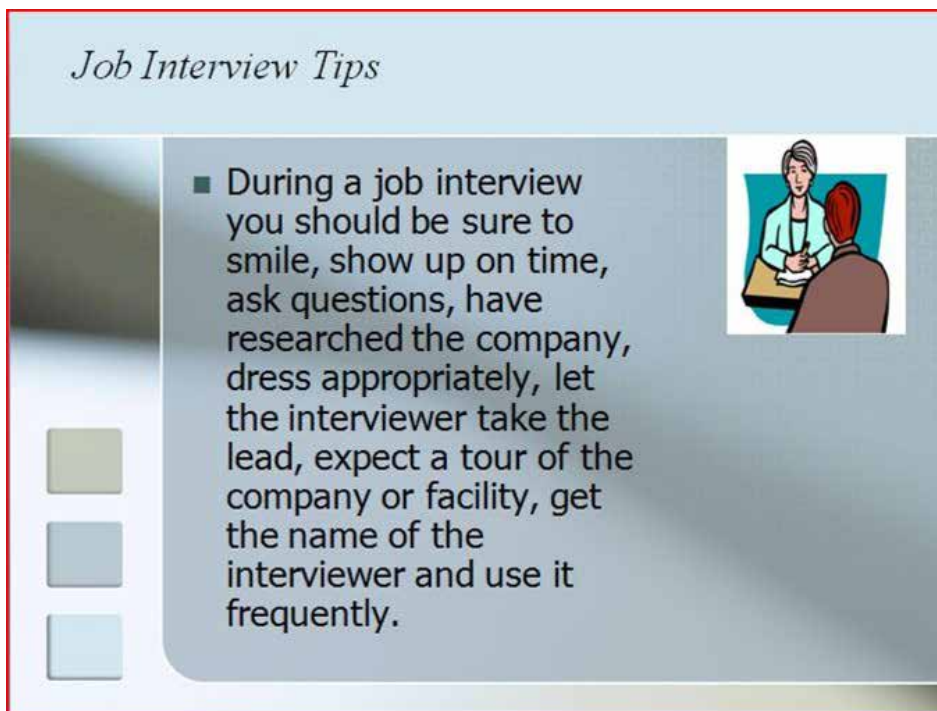 Job Interview Tips
During a job interview
you should be sure to
smile, show up on time,
ask questions, have
researched the company,
dress appropriately, let
the interviewer take the
lead, expect a tour of the
company or facility, get
the name of the
interviewer and use it
frequently.